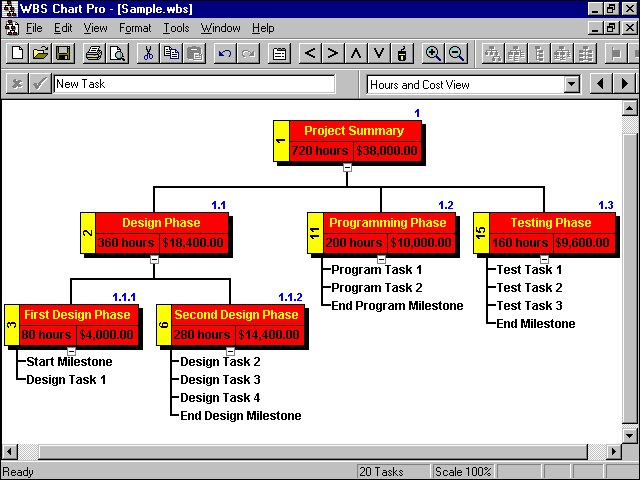 WBS Chart Pro - [Sample.wbs]
File Edit View Format Tools Window Help
New Task
Hours and Cost View
1
1 Project Summary
720 hours $38,000.00
1.1
2 Design Phase
360 hours $18,400.00
1.2
11 Programming Phase
200 hours $10,000.00
1.3
15 Testing Phase
160 hours $9,600.00
Program Task 1
Program Task 2
End Program Milestone
Test Task 1
Test Task 2
Test Task 3
End Milestone
1.1.1
3 First Design Phase
80 hours $4,000.00
1.1.2
6 Second Design Phase
280 hours $14,400.00
Start Milestone
Design Task 1
Design Task 2
Design Task 3
Design Task 4
End Design Milestone
Ready
20 Tasks
Scale 100%